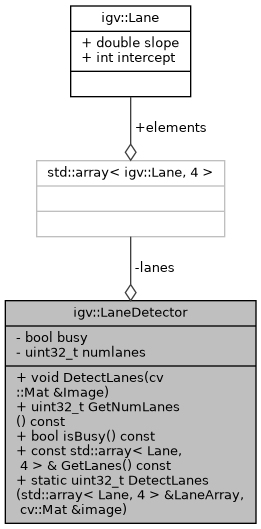 igv::Lane
+ double slope
+ int intercept
+elements
std::array< igv::Lane, 4 >
-lanes
igv::LaneDetector
- bool busy
- uint32_t numlanes
+ void DetectLanes(cv
::Mat &Image)
+ uint32_t GetNumLanes
() const
+ bool isBusy() const
+ const std::array< Lane,
4 > & GetLanes() const
+ static uint32_t DetectLanes
(std::array< Lane, 4 > &LaneArray,
cv::Mat &image)